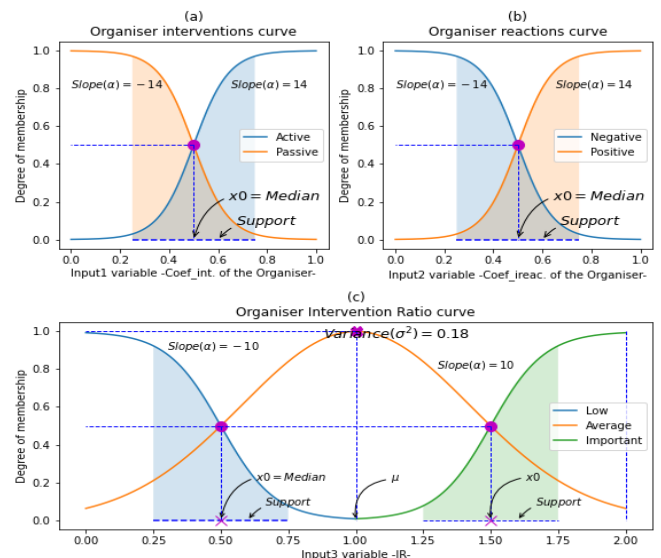 (a)
Organiser interventions curve
1.0
0.8
0.6
0.4
0.2
0.0
Degree of membership
Slope(α) = −14
Slope(α) = 14
Active
Passive
x0 = Median
Support
0.0 0.2 0.4 0.6 0.8 1.0
Input1 variable -Coef_int. of the Organiser-
(b)
Organiser reactions curve
1.0
0.8
0.6
0.4
0.2
0.0
Degree of membership
Slope(α) = −14
Slope(α) = 14
Negative
Positive
x0 = Median
Support
0.0 0.2 0.4 0.6 0.8 1.0
Input2 variable -Coef_ireac. of the Organiser-
(c)
Organiser Intervention Ratio curve
1.0
0.8
0.6
0.4
0.2
0.0
Degree of membership
Variance(σ²) = 0.18
Slope(α) = −10
Slope(α) = 10
Low
Average
Important
x0 = Median
μ
x0
Support
Support
0.00 0.25 0.50 0.75 1.00 1.25 1.50 1.75 2.00
Input3 variable -IR-